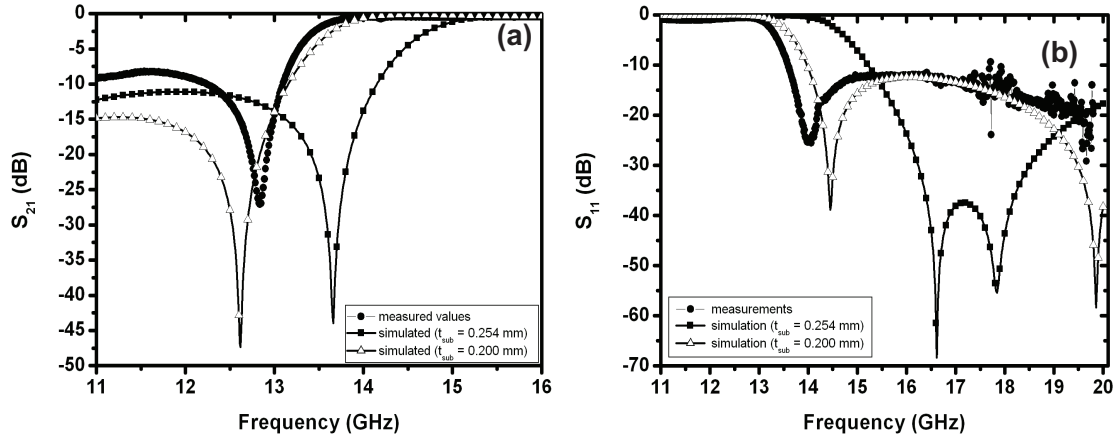 (a)
0
-5
-10
-15
-20
-25
-30
-35
-40
-45
-50
S21 (dB)
measured values
simulated (tsub = 0.254 mm)
simulated (tsub = 0.200 mm)
11 12 13 14 15 16
Frequency (GHz)
(b)
0
-10
-20
-30
-40
-50
-60
-70
S11 (dB)
measurements
simulation (tsub = 0.254 mm)
simulation (tsub = 0.200 mm)
11 12 13 14 15 16 17 18 19 20
Frequency (GHz)